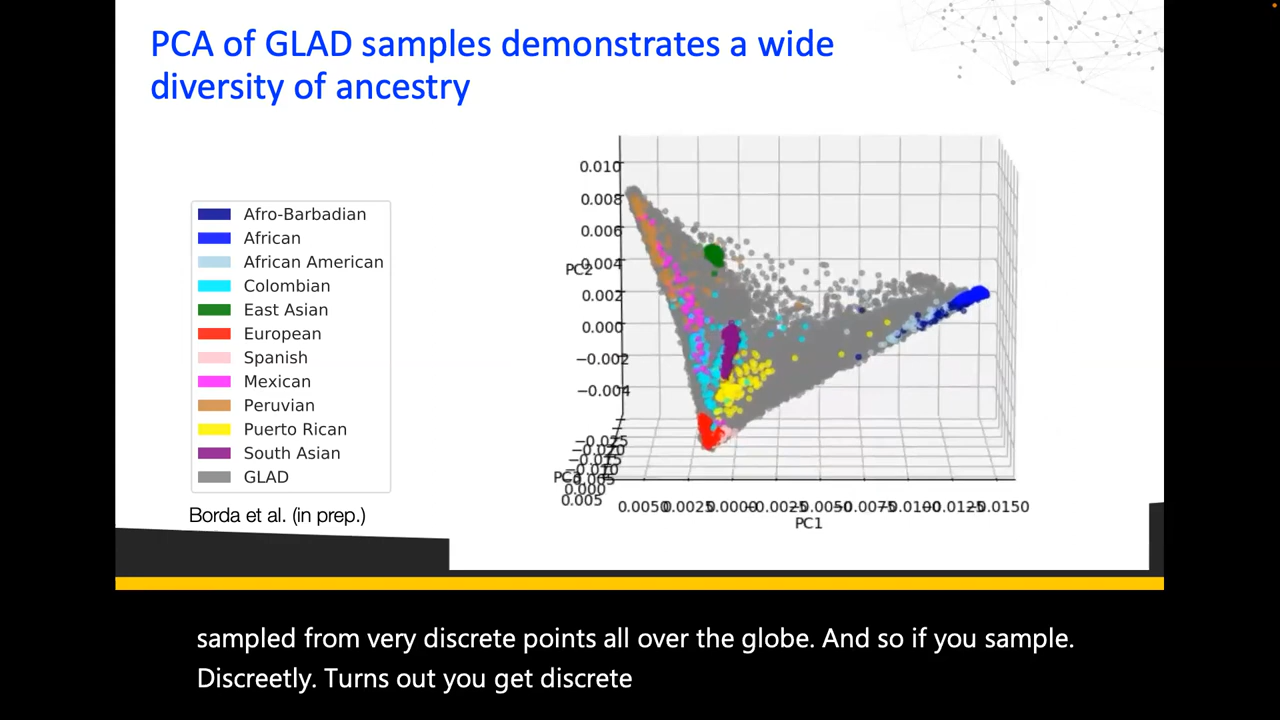 PCA of GLAD samples demonstrates a wide
diversity of ancestry
Afro-Barbadian
African
African American
Colombian
East Asian
European
Spanish
Mexican
Peruvian
Puerto Rican
South Asian
GLAD
Borda et al. (in prep.)
0.010
0.008
0.006
0.004
PC2
0.002
0.000
−0.002
−0.004
−0.025
−0.020
−0.015
−0.010
PC3
−0.005
0.000
0.005
0.0050
0.0025
0.0000
−0.0025
−0.0050
−0.0075
−0.0100
−0.0125
−0.0150
PC1
sampled from very discrete points all over the globe. And so if you sample.
Discreetly. Turns out you get discrete